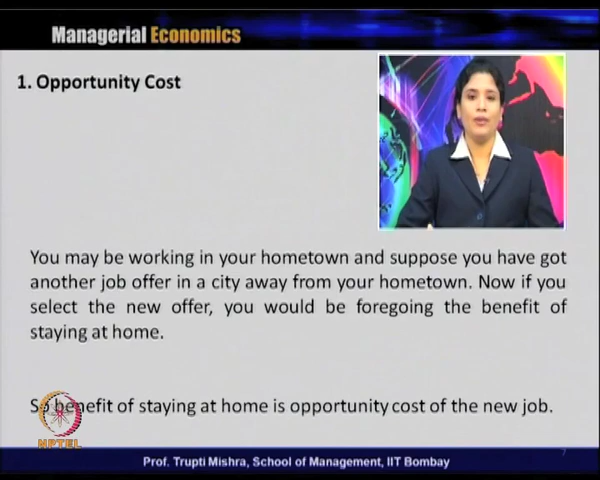 Managerial Economics
1. Opportunity Cost
You may be working in your hometown and suppose you have got
another job offer in a city away from your hometown. Now if you
select the new offer, you would be foregoing the benefit of
staying at home.
So benefit of staying at home is opportunity cost of the new job.
NPTEL
Prof. Trupti Mishra, School of Management, IIT Bombay
7